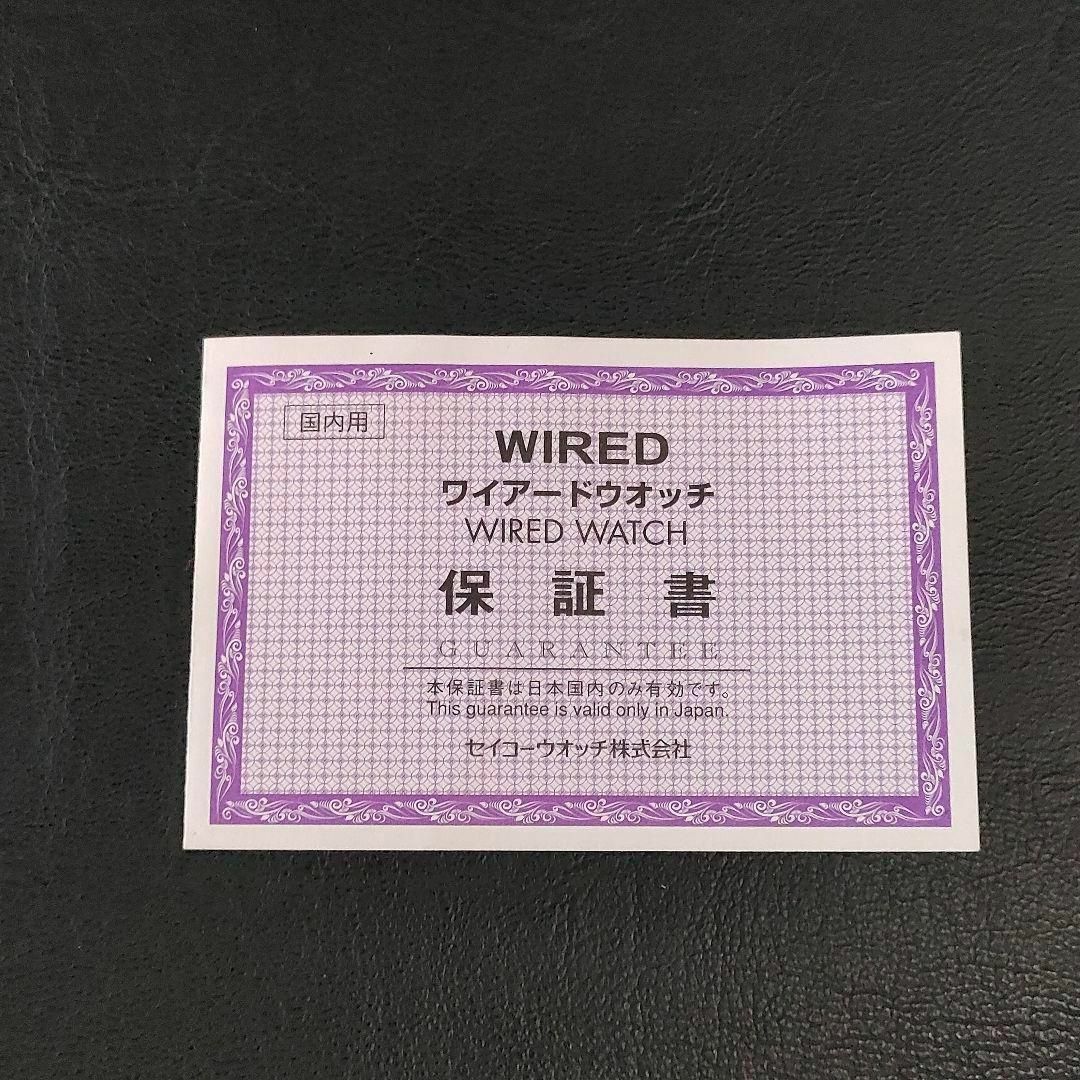 国内用
WIRED
ワイアードウオッチ
WIRED WATCH
保証書
GUARANTEE
本保証書は日本国内のみ有効です。
This guarantee is valid only in Japan.
セイコーウオッチ株式会社